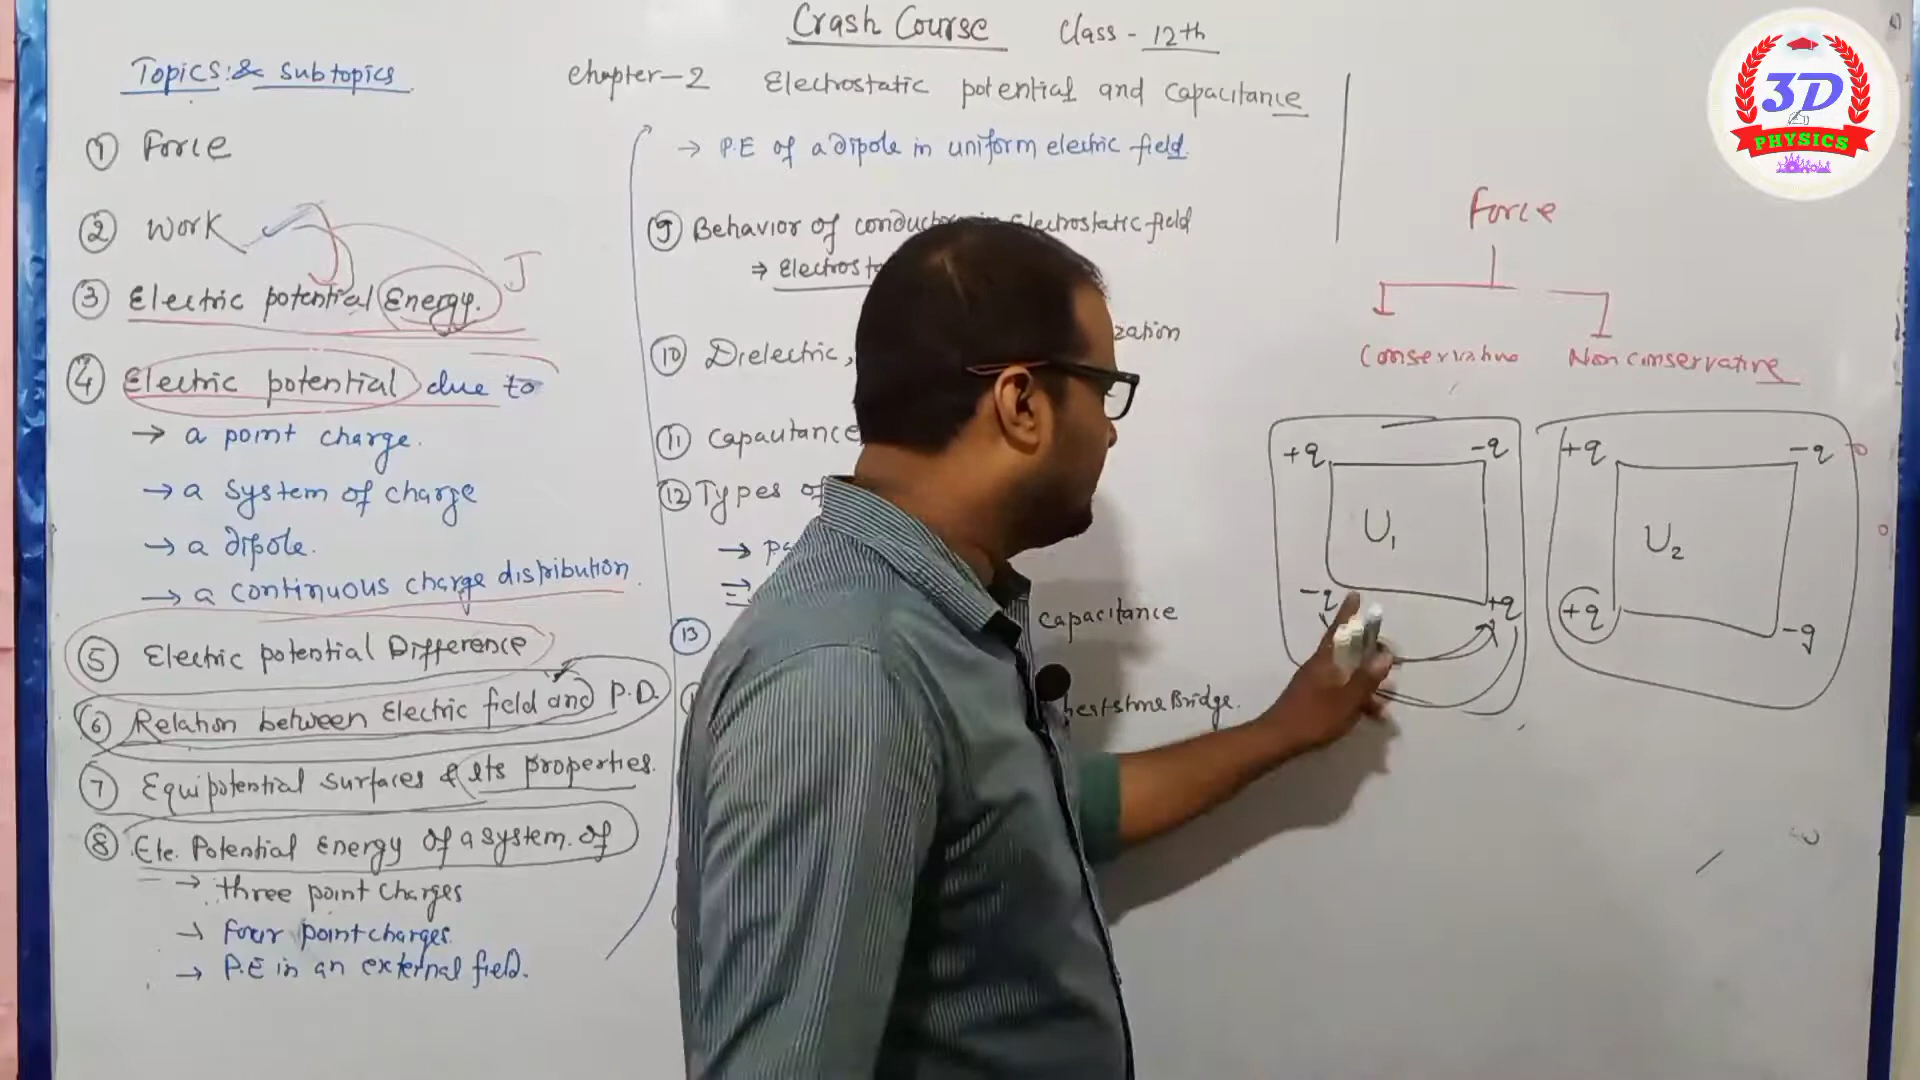 Crash Course Class - 12th
Chapter-2 Electrostatic potential and Capacitance
Topics:& subtopics
① Force
② Work
J
③ Electric potential Energy.
④ Electric potential due to
→ a point charge.
→ a system of charge
→ a dipole.
→ a continuous charge distribution
⑤ Electric potential Difference
⑥ Relation between Electric field and P.D.
⑦ Equipotential surfaces & its properties.
⑧ Ele. Potential Energy of a system of
→ three point charges
→ four point charges
→ P.E in an external field.
→ P.E of a dipole in uniform electric field.
⑨ Behavior of in Electrostatic field
⇒
⑩ Dielectric,
⑪ Capacitance
⑫ Types of
→
⑬ capacitance
Bridge.
Force
Conservative Non conservative
+q -q
U₁
-q +q
+q -q
U₂
+q -q
3D
PHYSICS